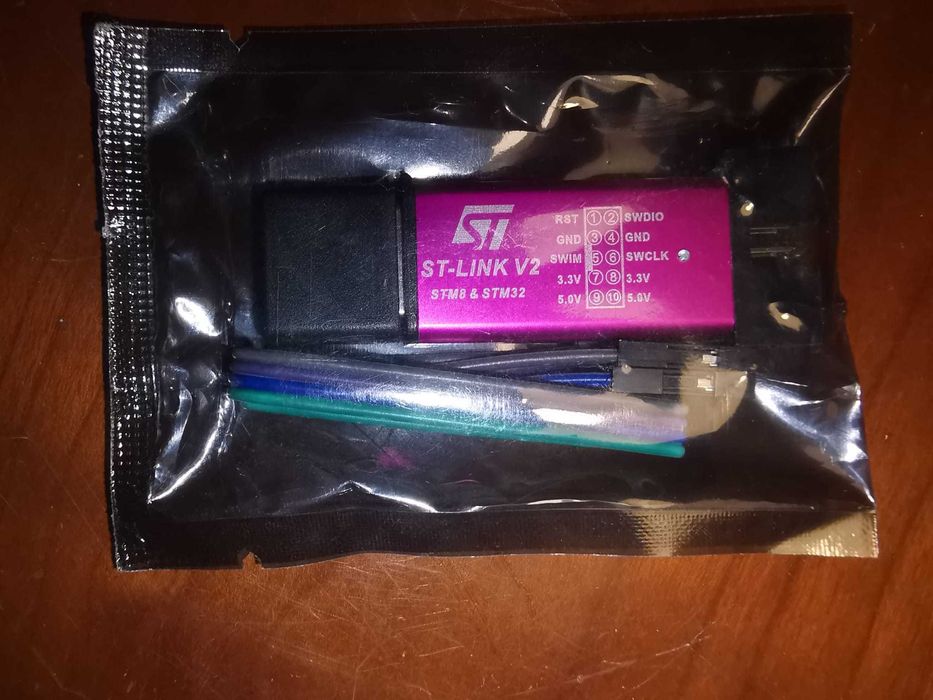 ST
ST-LINK V2
STM8 & STM32
RST ① ② SWDIO
GND ③ ④ GND
SWIM ⑤ ⑥ SWCLK
3.3V ⑦ ⑧ 3.3V
5.0V ⑨ ⑩ 5.0V